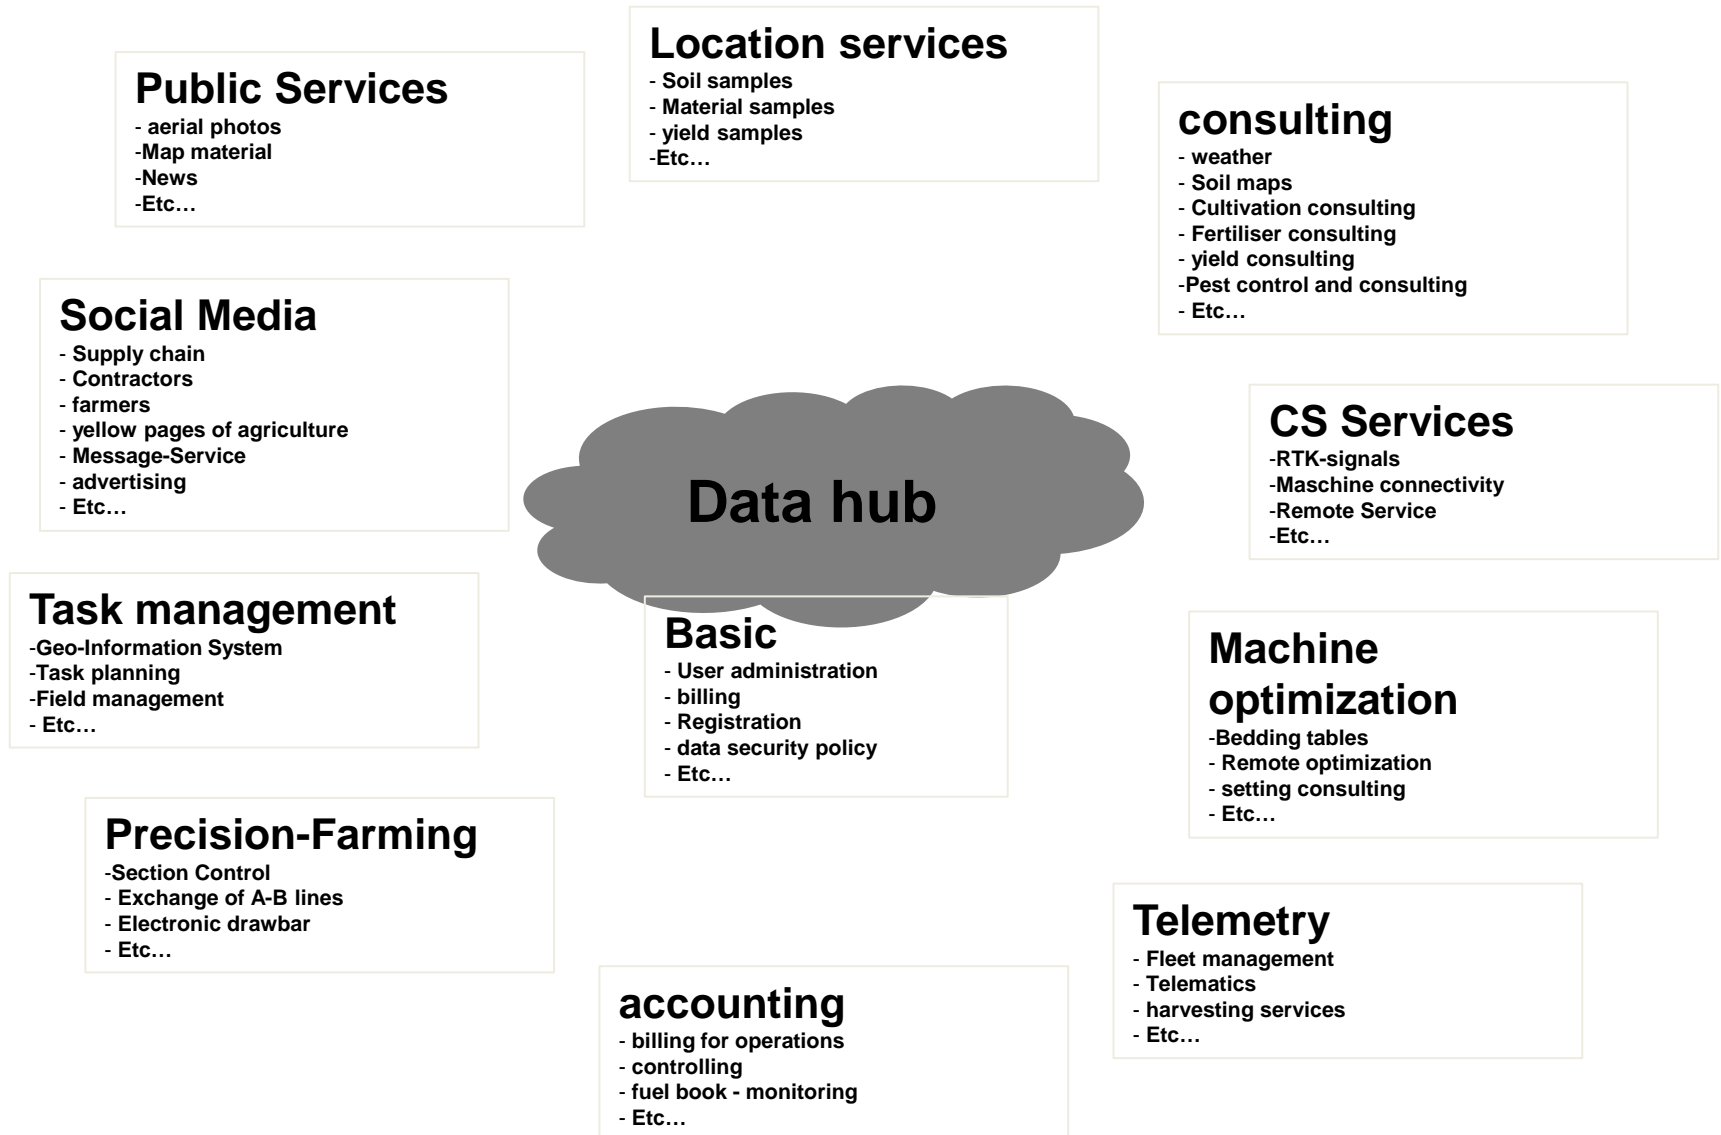 Location services
- Soil samples
- Material samples
- yield samples
-Etc…
Public Services
- aerial photos
-Map material
-News
-Etc…
consulting
- weather
- Soil maps
- Cultivation consulting
- Fertiliser consulting
- yield consulting
-Pest control and consulting
- Etc…
Social Media
- Supply chain
- Contractors
- farmers
- yellow pages of agriculture
- Message-Service
- advertising
- Etc…
Data hub
CS Services
-RTK-signals
-Maschine connectivity
-Remote Service
-Etc…
Task management
-Geo-Information System
-Task planning
-Field management
- Etc…
Basic
- User administration
- billing
- Registration
- data security policy
- Etc…
Machine
optimization
-Bedding tables
- Remote optimization
- setting consulting
- Etc…
Precision-Farming
-Section Control
- Exchange of A-B lines
- Electronic drawbar
- Etc…
Telemetry
- Fleet management
- Telematics
- harvesting services
- Etc…
accounting
- billing for operations
- controlling
- fuel book - monitoring
- Etc…